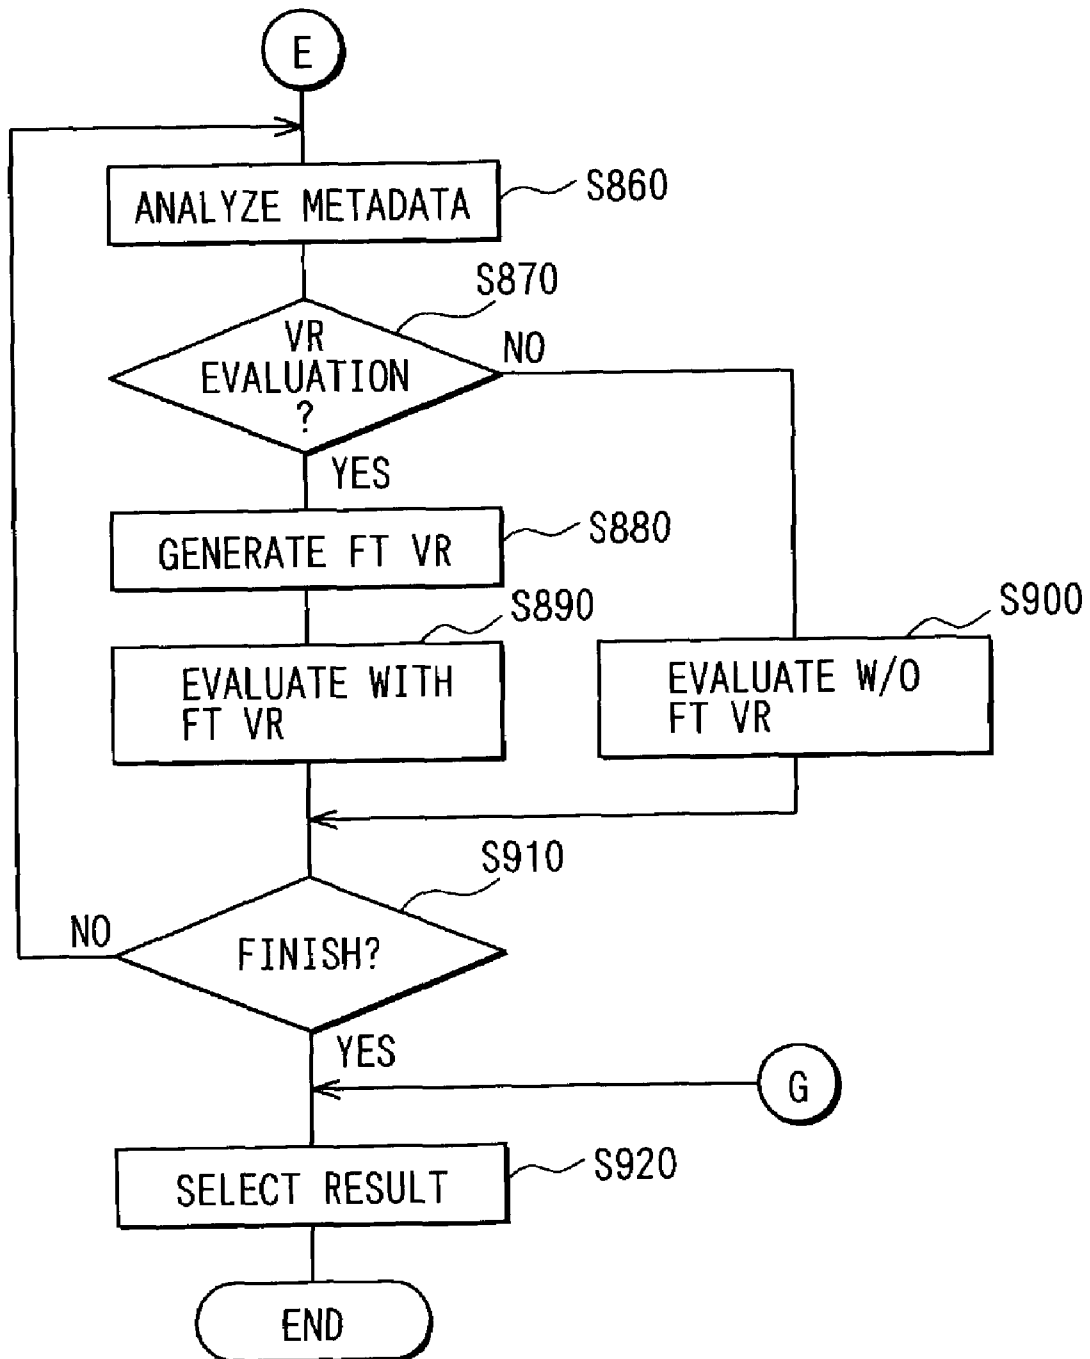 E
ANALYZE METADATA
S860
S870
VR
EVALUATION
?
NO
YES
GENERATE FT VR
S880
S890
EVALUATE WITH
FT VR
S900
EVALUATE W/O
FT VR
S910
NO
FINISH?
YES
G
S920
SELECT RESULT
END